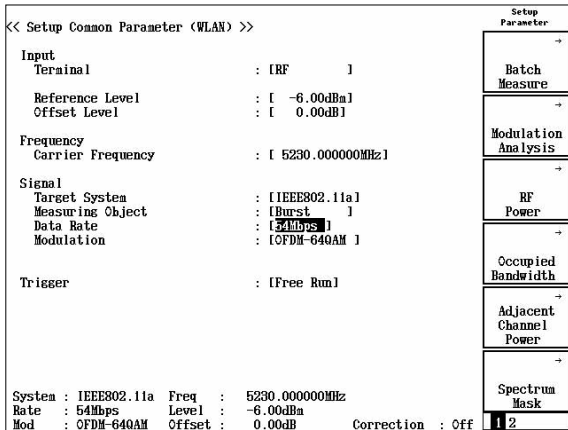 << Setup Common Parameter (WLAN) >>
Input
Terminal : [RF ]
Reference Level : [ -6.00dBm]
Offset Level : [ 0.00dB]
Frequency
Carrier Frequency : [ 5230.000000MHz]
Signal
Target System : [IEEE802.11a]
Measuring Object : [Burst ]
Data Rate : [54Mbps ]
Modulation : [OFDM-64QAM ]
Trigger : [Free Run]
System : IEEE802.11a Freq : 5230.000000MHz
Rate : 54Mbps Level : -6.00dBm
Mod : OFDM-64QAM Offset : 0.00dB Correction : Off
Setup
Parameter
→
Batch
Measure
→
Modulation
Analysis
→
RF
Power
→
Occupied
Bandwidth
→
Adjacent
Channel
Power
→
Spectrum
Mask
1 2